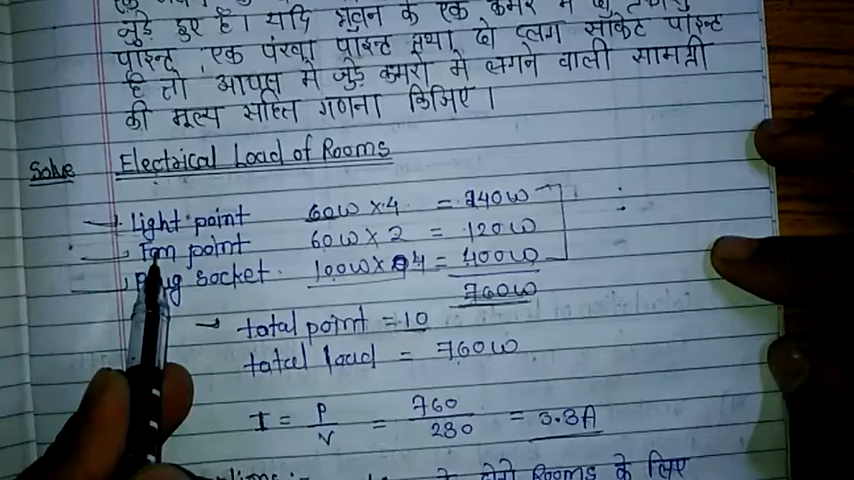 जुड़े हुए है। यदि भुवन के एक कमरे में दो
पाइन्ट, एक पंखा पाइन्ट तथा दो प्लग सॉकेट पाइन्ट
है तो आपस में जुड़े कमरो में लगने वाली सामग्री
की मूल्य सहित गणना किजिए।
Solve Electrical Load of Rooms
→ Light point 60W × 4 = 240W
Fan point 60W × 2 = 120W
Plug socket. 100W × 4 = 400W
760W
→ total point = 10
total load = 760W
I = P/V = 760/230 = 3.3A
Rooms के लिए